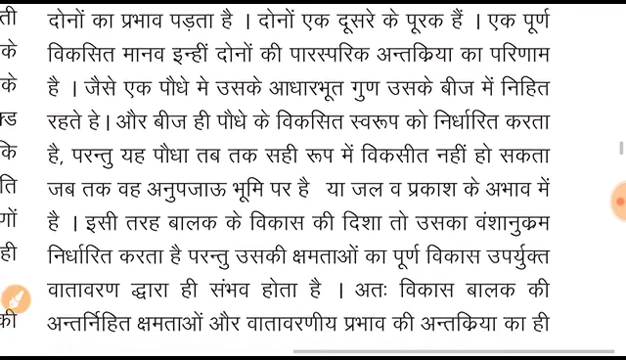 ती दोनों का प्रभाव पड़ता है । दोनों एक दूसरे के पूरक हैं । एक पूर्ण
के विकसित मानव इन्हीं दोनों की पारस्परिक अन्तक्रिया का परिणाम
के है । जैसे एक पौधे मे उसके आधारभूत गुण उसके बीज में निहित
क्ड रहते हे। और बीज ही पौधे के विकसित स्वरूप को निर्धारित करता
कि है, परन्तु यह पौधा तब तक सही रूप में विकसीत नहीं हो सकता
ति जब तक वह अनुपजाऊ भूमि पर है या जल व प्रकाश के अभाव में
गों है । इसी तरह बालक के विकास की दिशा तो उसका वंशानुक्रम
ही निर्धारित करता है परन्तु उसकी क्षमताओं का पूर्ण विकास उपर्युक्त
वातावरण द्वारा ही संभव होता है । अतः विकास बालक की
की अन्तर्निहित क्षमताओं और वातावरणीय प्रभाव की अन्तक्रिया का ही